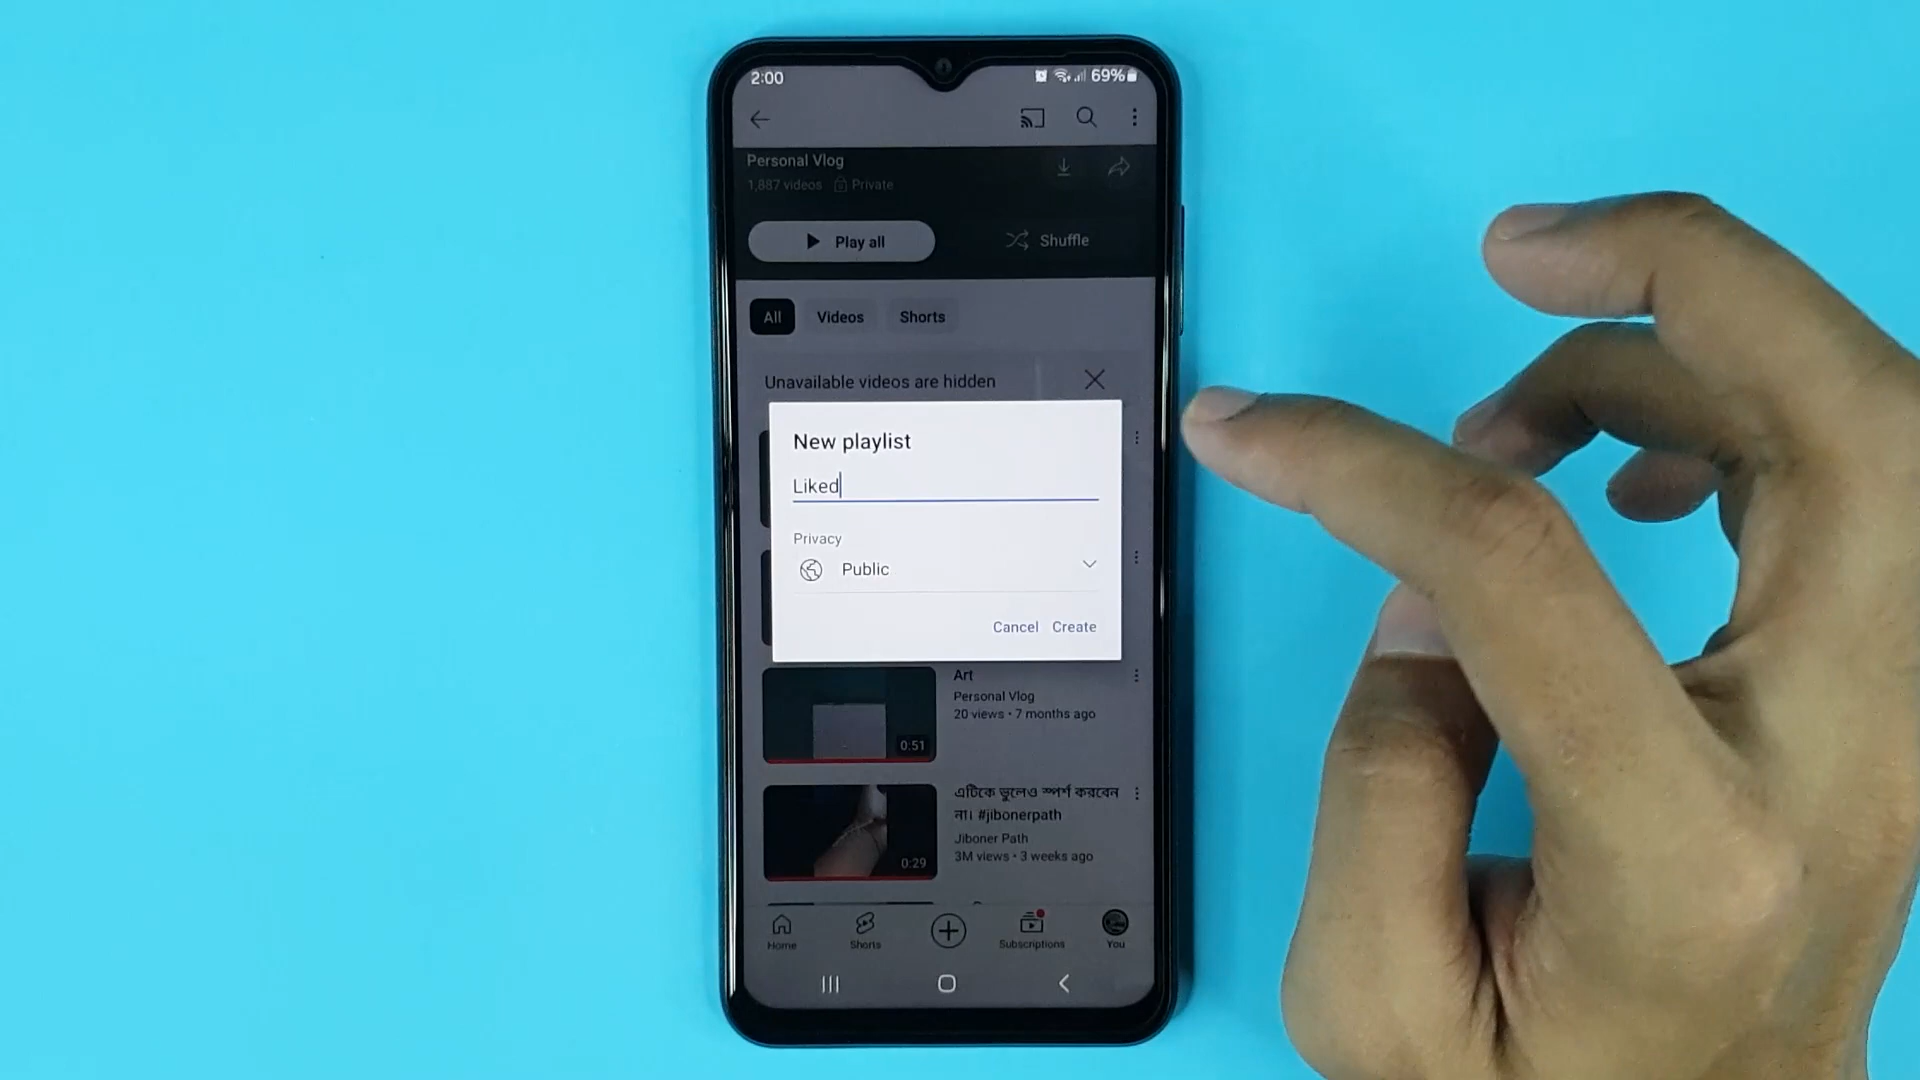 2:00
69%
Personal Vlog
1,887 videos Private
Play all
Shuffle
All
Videos
Shorts
Unavailable videos are hidden
New playlist
Liked
Privacy
Public
Cancel
Create
Art
Personal Vlog
20 views • 7 months ago
0:51
এটিকে ভুলেও স্পর্শ করবেন
না। #jibonerpath
Jiboner Path
3M views • 3 weeks ago
0:29
Home
Shorts
Subscriptions
You